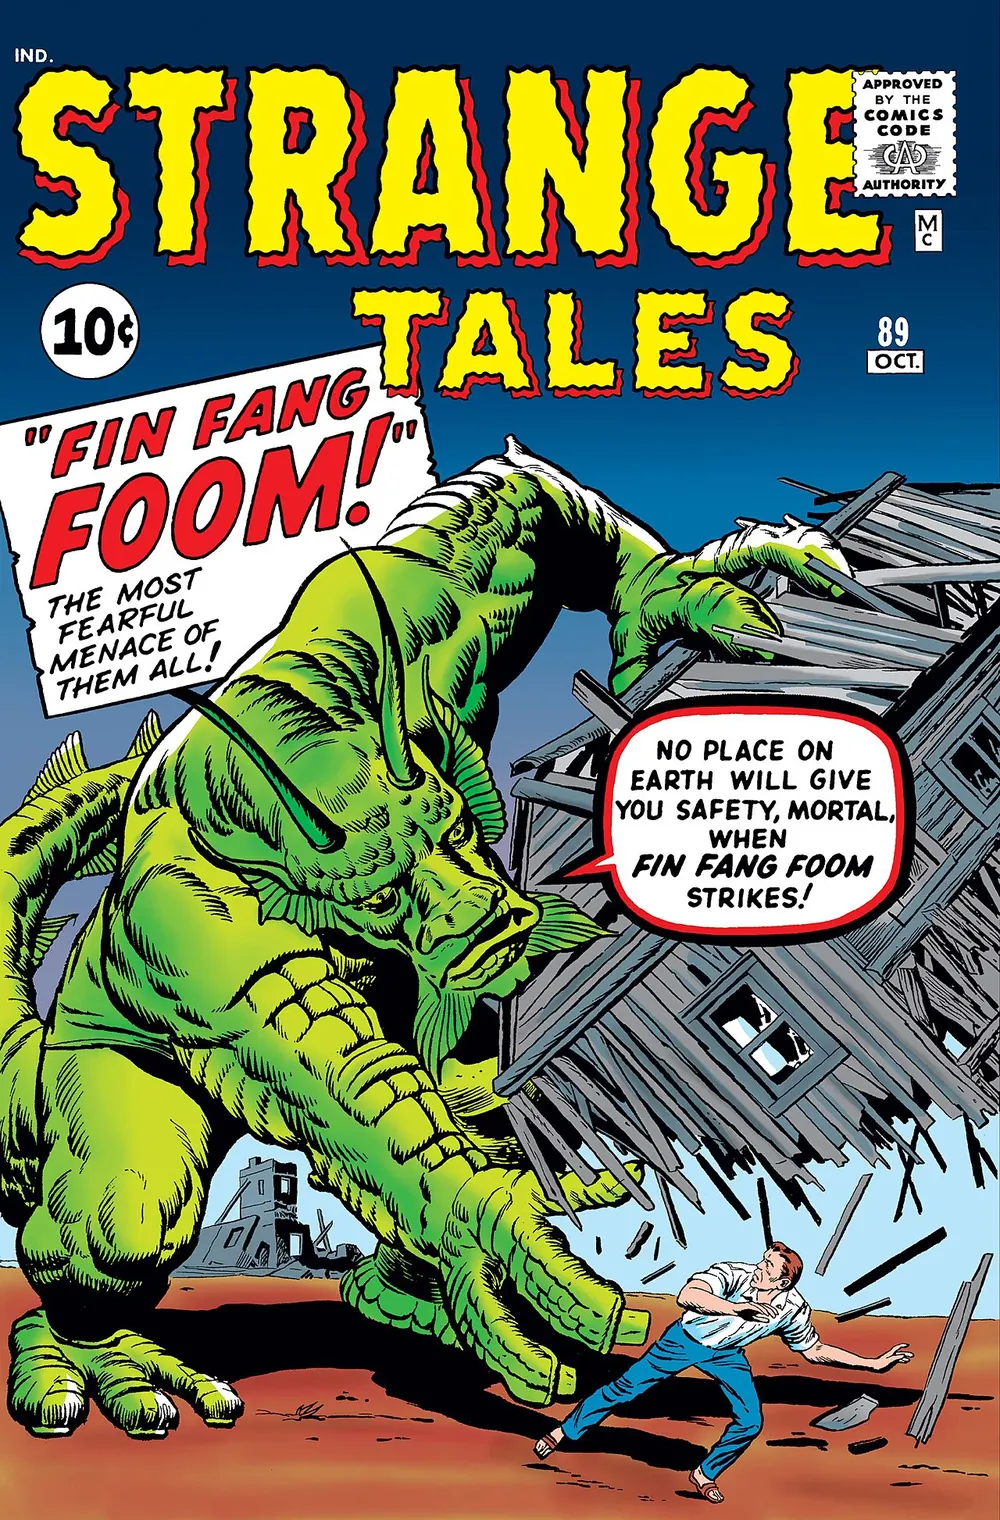 IND.
STRANGE
TALES
APPROVED
BY THE
COMICS
CODE
CA
AUTHORITY
M
C
10¢
89
OCT.
"FIN FANG
FOOM!"
THE MOST
FEARFUL
MENACE OF
THEM ALL!
NO PLACE ON
EARTH WILL GIVE
YOU SAFETY, MORTAL,
WHEN
FIN FANG FOOM
STRIKES!